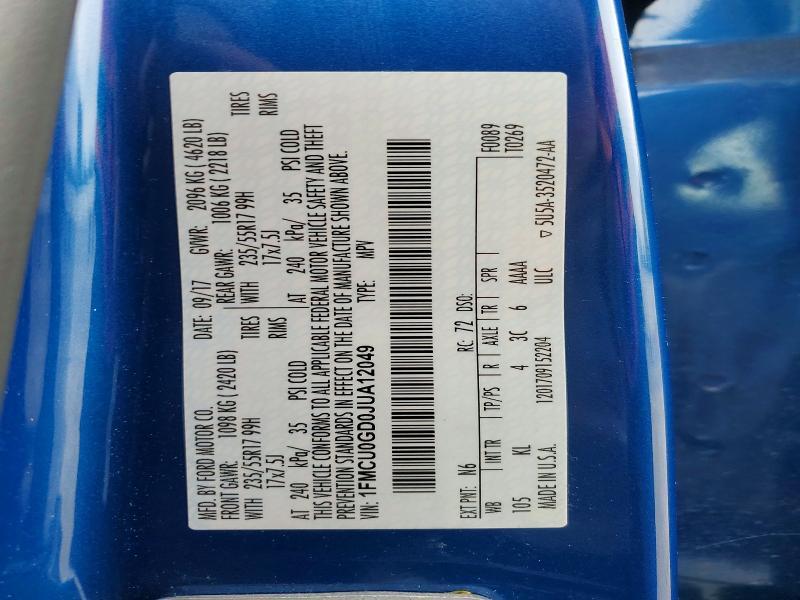 MFD. BY FORD MOTOR CO.
DATE: 09/17 GVWR: 2096 KG ( 4620 LB)
FRONT GAWR: 1098 KG ( 2420 LB) REAR GAWR: 1006 KG ( 2218 LB)
WITH 235/55R17 99H TIRES WITH 235/55R17 99H TIRES
17x7.5J RIMS 17x7.5J RIMS
AT 240 kPa/ 35 PSI COLD AT 240 kPa/ 35 PSI COLD
THIS VEHICLE CONFORMS TO ALL APPLICABLE FEDERAL MOTOR VEHICLE SAFETY AND THEFT
PREVENTION STANDARDS IN EFFECT ON THE DATE OF MANUFACTURE SHOWN ABOVE.
VIN: 1FMCU0GD0JUA12049 TYPE: MPV
EXT PNT: N6 RC: 72 DSO: F0089
WB INT TR TP/PS R AXLE TR SPR T0269
105 KL 4 3C 6 AAAA
MADE IN U.S.A. 1201709152204 ULC ▽ 5U5A-3520472-AA